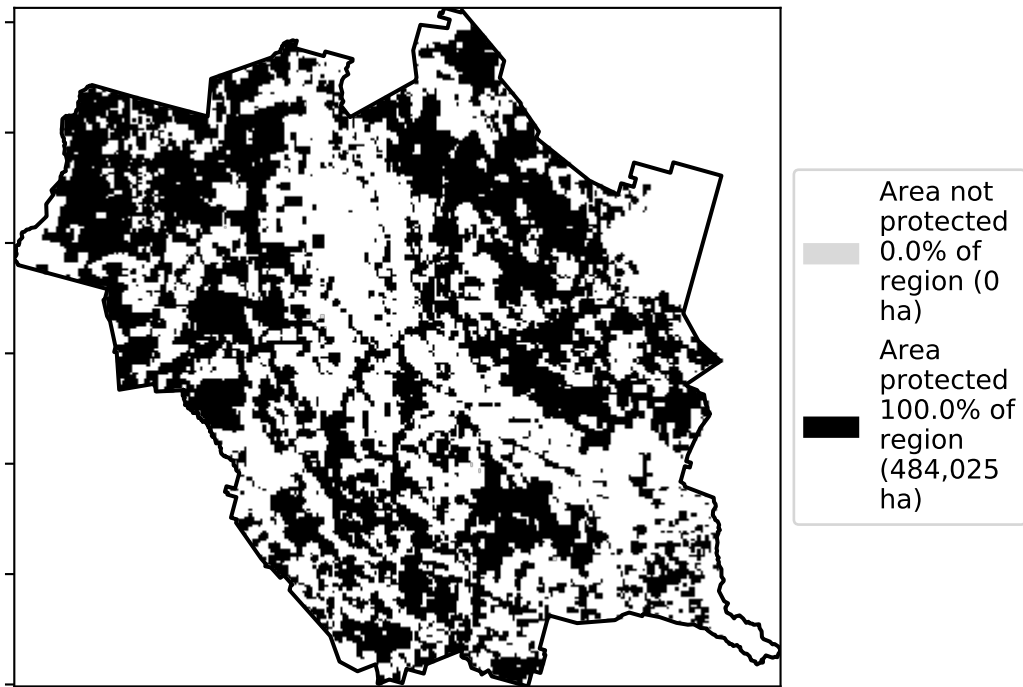 Area not
protected
0.0% of
region (0
ha)
Area
protected
100.0% of
region
(484,025
ha)